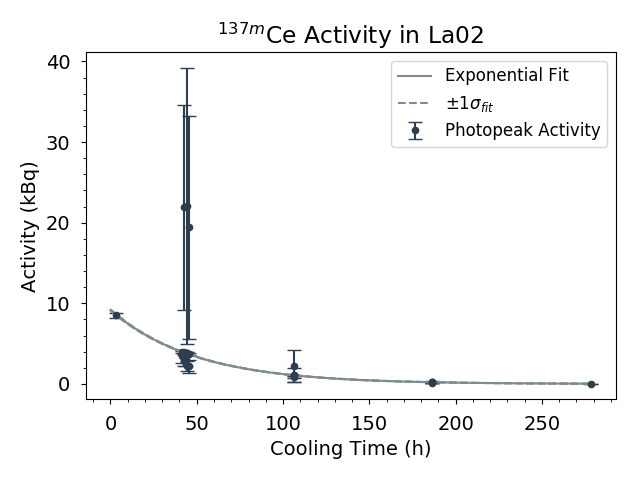 ¹³⁷ᵐCe Activity in La02
Exponential Fit
±1σ_fit
Photopeak Activity
Activity (kBq)
40
30
20
10
0
0 50 100 150 200 250
Cooling Time (h)